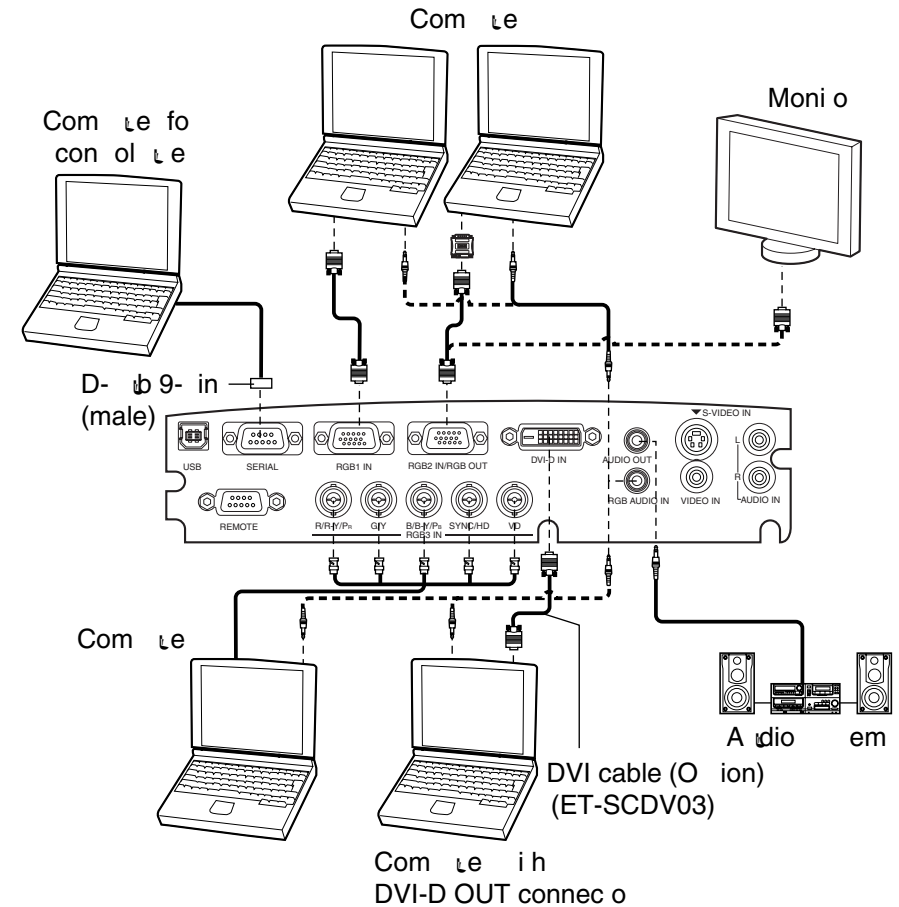 Com e
Moni o
Com e fo
con ol e
D- b 9- in
(male)
S-VIDEO IN
USB
SERIAL
RGB1 IN
RGB2 IN/RGB OUT
DVI-D IN
AUDIO OUT
L
R
RGB AUDIO IN
VIDEO IN
AUDIO IN
REMOTE
R/R-Y/PR
G/Y
B/B-Y/PB
SYNC/HD
VD
RGB3 IN
Com e
A dio em
DVI cable (O ion)
(ET-SCDV03)
Com e i h
DVI-D OUT connec o